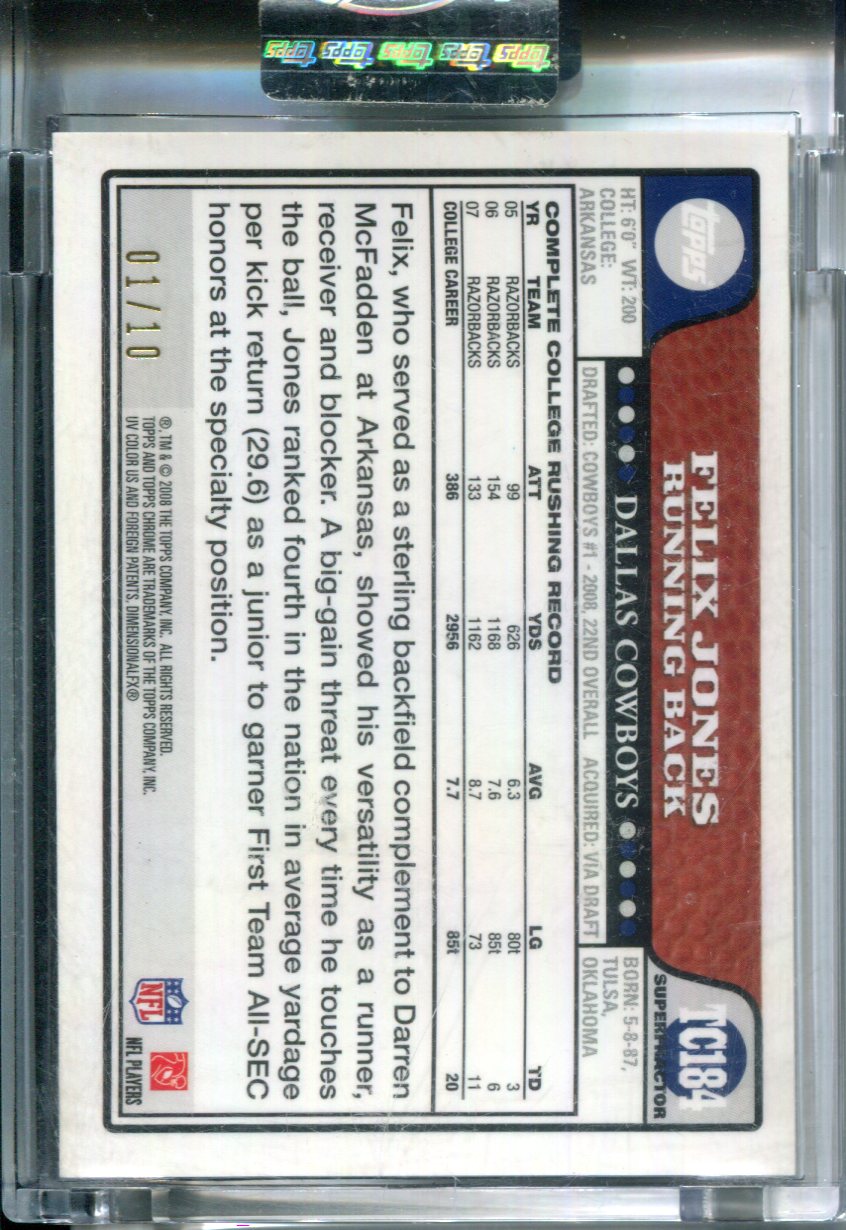 Topps Topps Topps Topps Topps
Topps
FELIX JONES
RUNNING BACK
TC184
SUPERFRACTOR
DALLAS COWBOYS
HT: 6'0" WT: 200
COLLEGE:
ARKANSAS
DRAFTED: COWBOYS #1 - 2008, 22ND OVERALL ACQUIRED: VIA DRAFT
BORN: 5-8-87,
TULSA,
OKLAHOMA
COMPLETE COLLEGE RUSHING RECORD
YR TEAM ATT YDS AVG LG TD
05 RAZORBACKS 99 626 6.3 80t 3
06 RAZORBACKS 154 1168 7.6 85t 6
07 RAZORBACKS 133 1162 8.7 73 11
COLLEGE CAREER 386 2956 7.7 85t 20
Felix, who served as a sterling backfield complement to Darren
McFadden at Arkansas, showed his versatility as a runner,
receiver and blocker. A big-gain threat every time he touches
the ball, Jones ranked fourth in the nation in average yardage
per kick return (29.6) as a junior to garner First Team All-SEC
honors at the specialty position.
01/10
®, TM & © 2008 THE TOPPS COMPANY, INC. ALL RIGHTS RESERVED.
TOPPS AND TOPPS CHROME ARE TRADEMARKS OF THE TOPPS COMPANY, INC.
UV COLOR US AND FOREIGN PATENTS, DIMENSIONALFX®
NFL
NFL PLAYERS